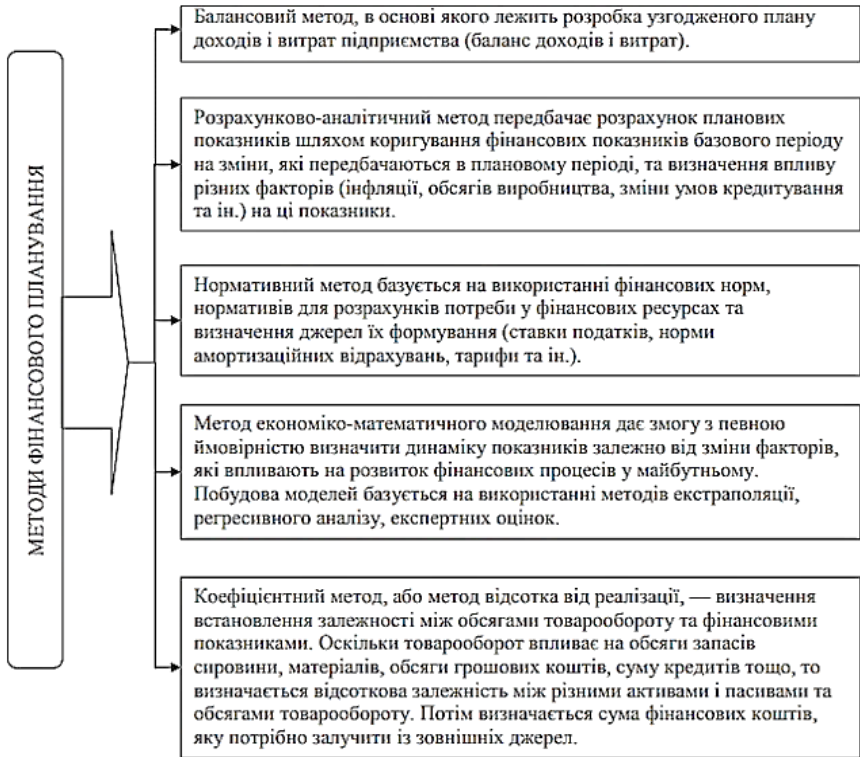 МЕТОДИ ФІНАНСОВОГО ПЛАНУВАННЯ
Балансовий метод, в основі якого лежить розробка узгодженого плану
доходів і витрат підприємства (баланс доходів і витрат).
Розрахунково-аналітичний метод передбачає розрахунок планових
показників шляхом коригування фінансових показників базового періоду
на зміни, які передбачаються в плановому періоді, та визначення впливу
різних факторів (інфляції, обсягів виробництва, зміни умов кредитування
та ін.) на ці показники.
Нормативний метод базується на використанні фінансових норм,
нормативів для розрахунків потреби у фінансових ресурсах та
визначення джерел їх формування (ставки податків, норми
амортизаційних відрахувань, тарифи та ін.).
Метод економіко-математичного моделювання дає змогу з певною
ймовірністю визначити динаміку показників залежно від зміни факторів,
які впливають на розвиток фінансових процесів у майбутньому.
Побудова моделей базується на використанні методів екстраполяції,
регресивного аналізу, експертних оцінок.
Коефіцієнтний метод, або метод відсотка від реалізації, — визначення
встановлення залежності між обсягами товарообороту та фінансовими
показниками. Оскільки товарооборот впливає на обсяги запасів
сировини, матеріалів, обсяги грошових коштів, суму кредитів тощо, то
визначається відсоткова залежність між різними активами і пасивами та
обсягами товарообороту. Потім визначається сума фінансових коштів,
яку потрібно залучити із зовнішніх джерел.